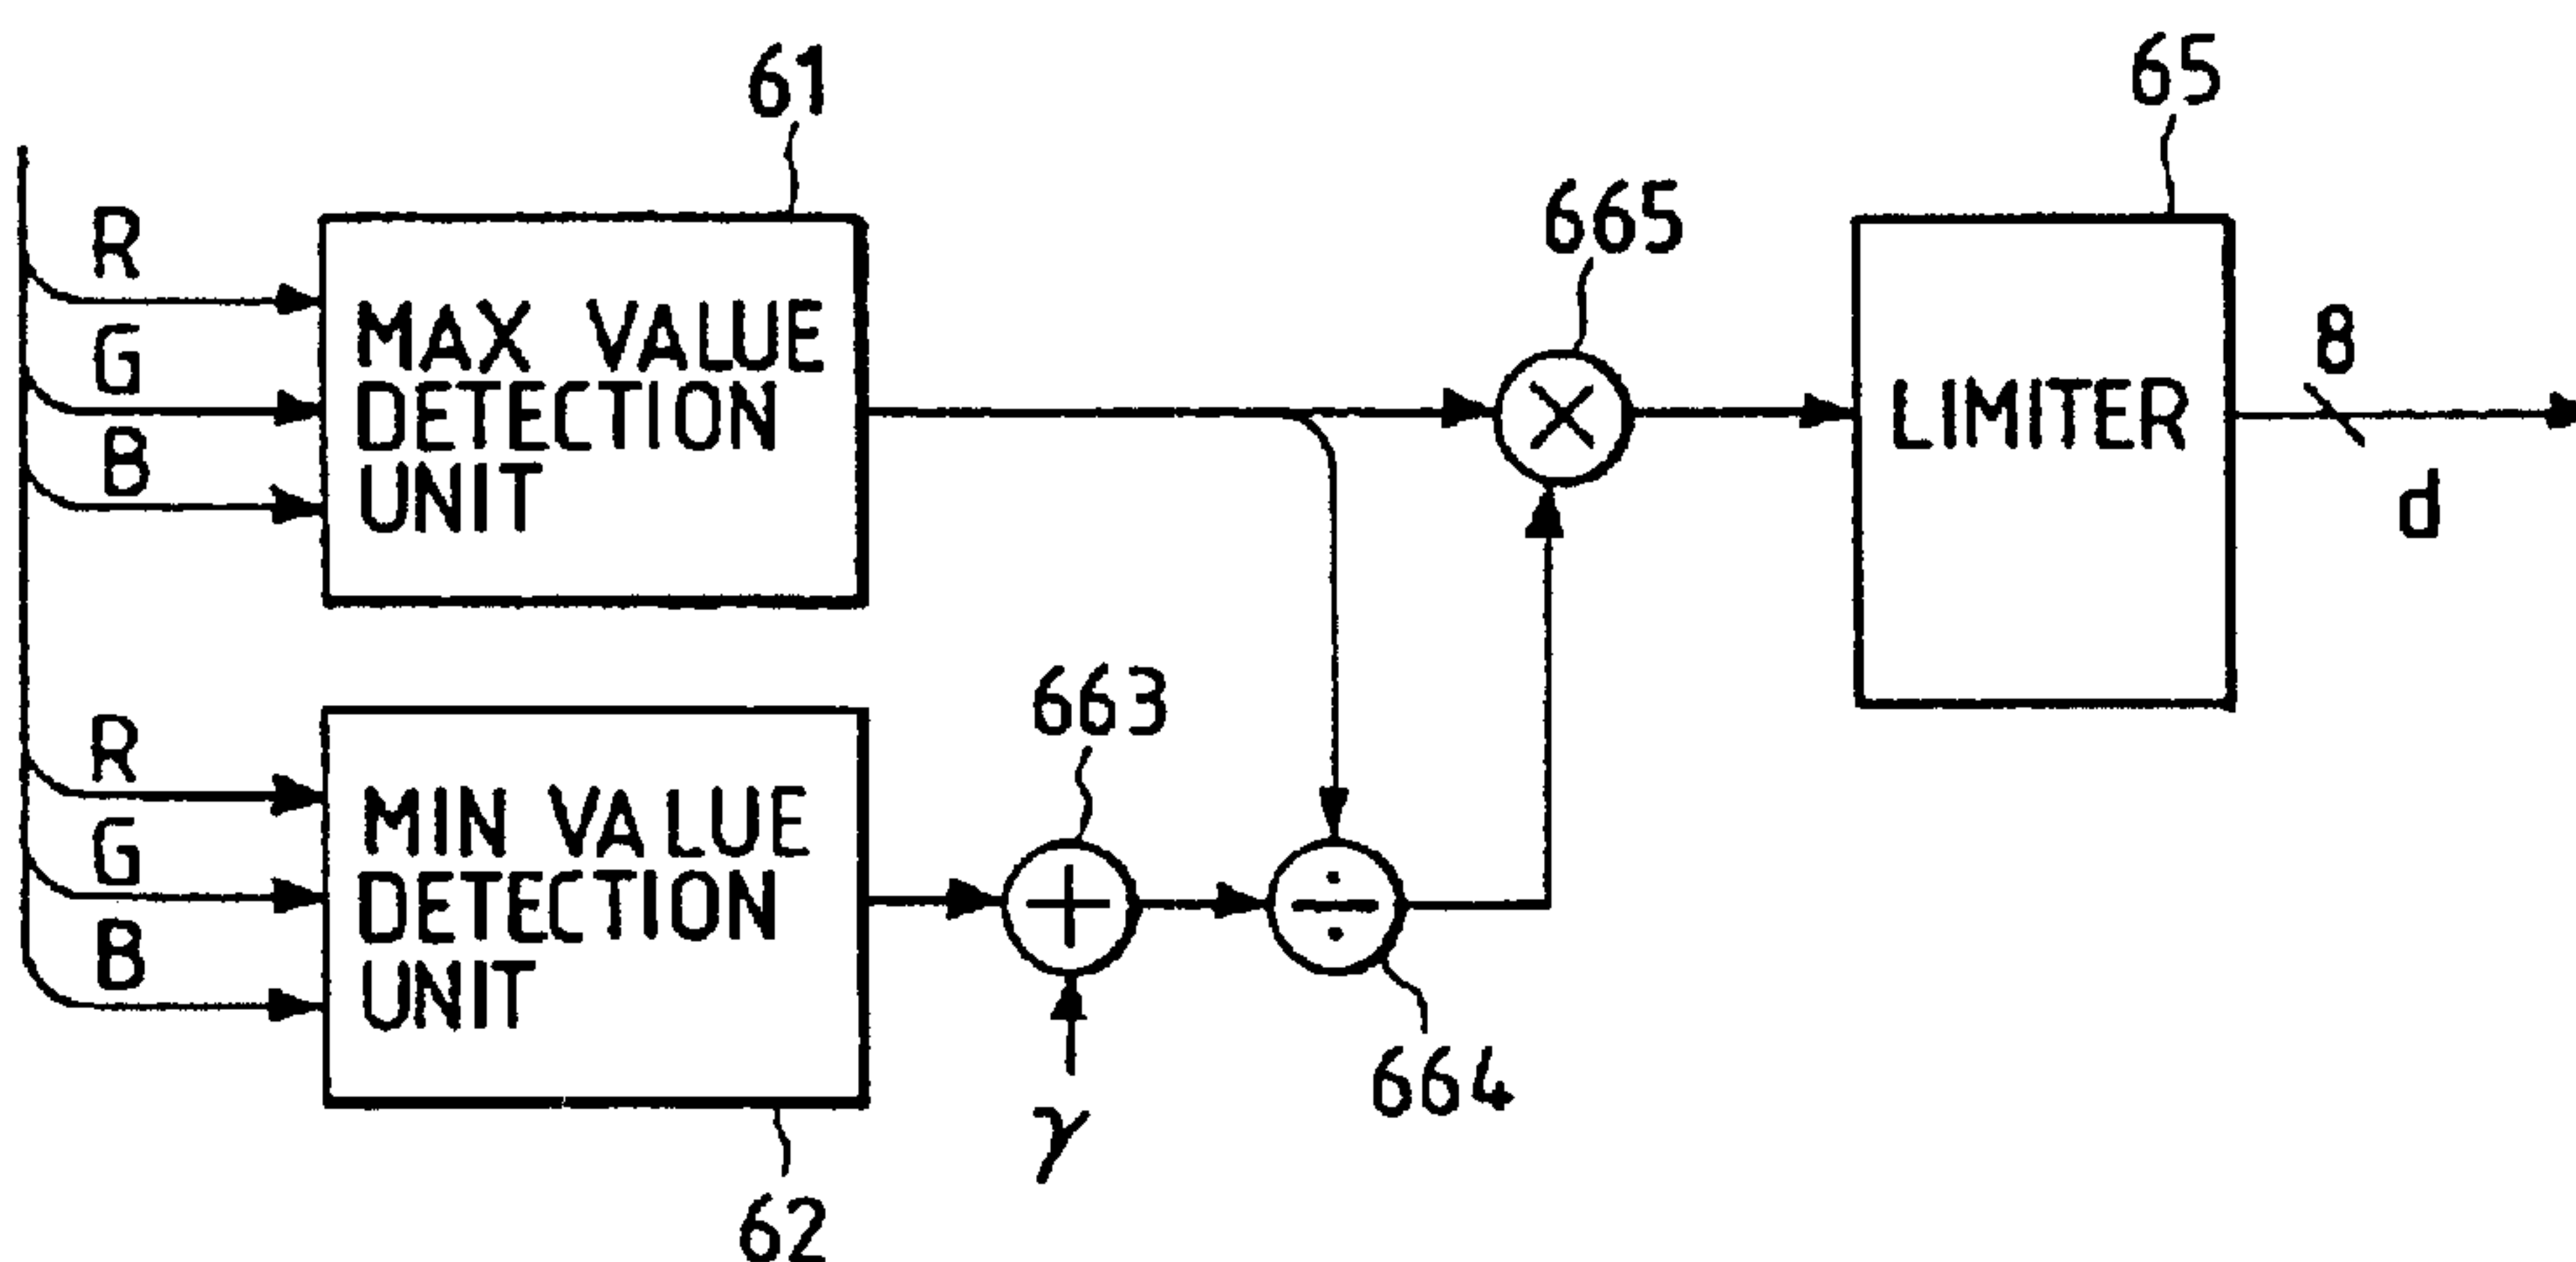 61
65
665
R
G
B
MAX VALUE
DETECTION
UNIT
×
LIMITER
8
d
663
R
G
B
MIN VALUE
DETECTION
UNIT
+
÷
γ
664
62